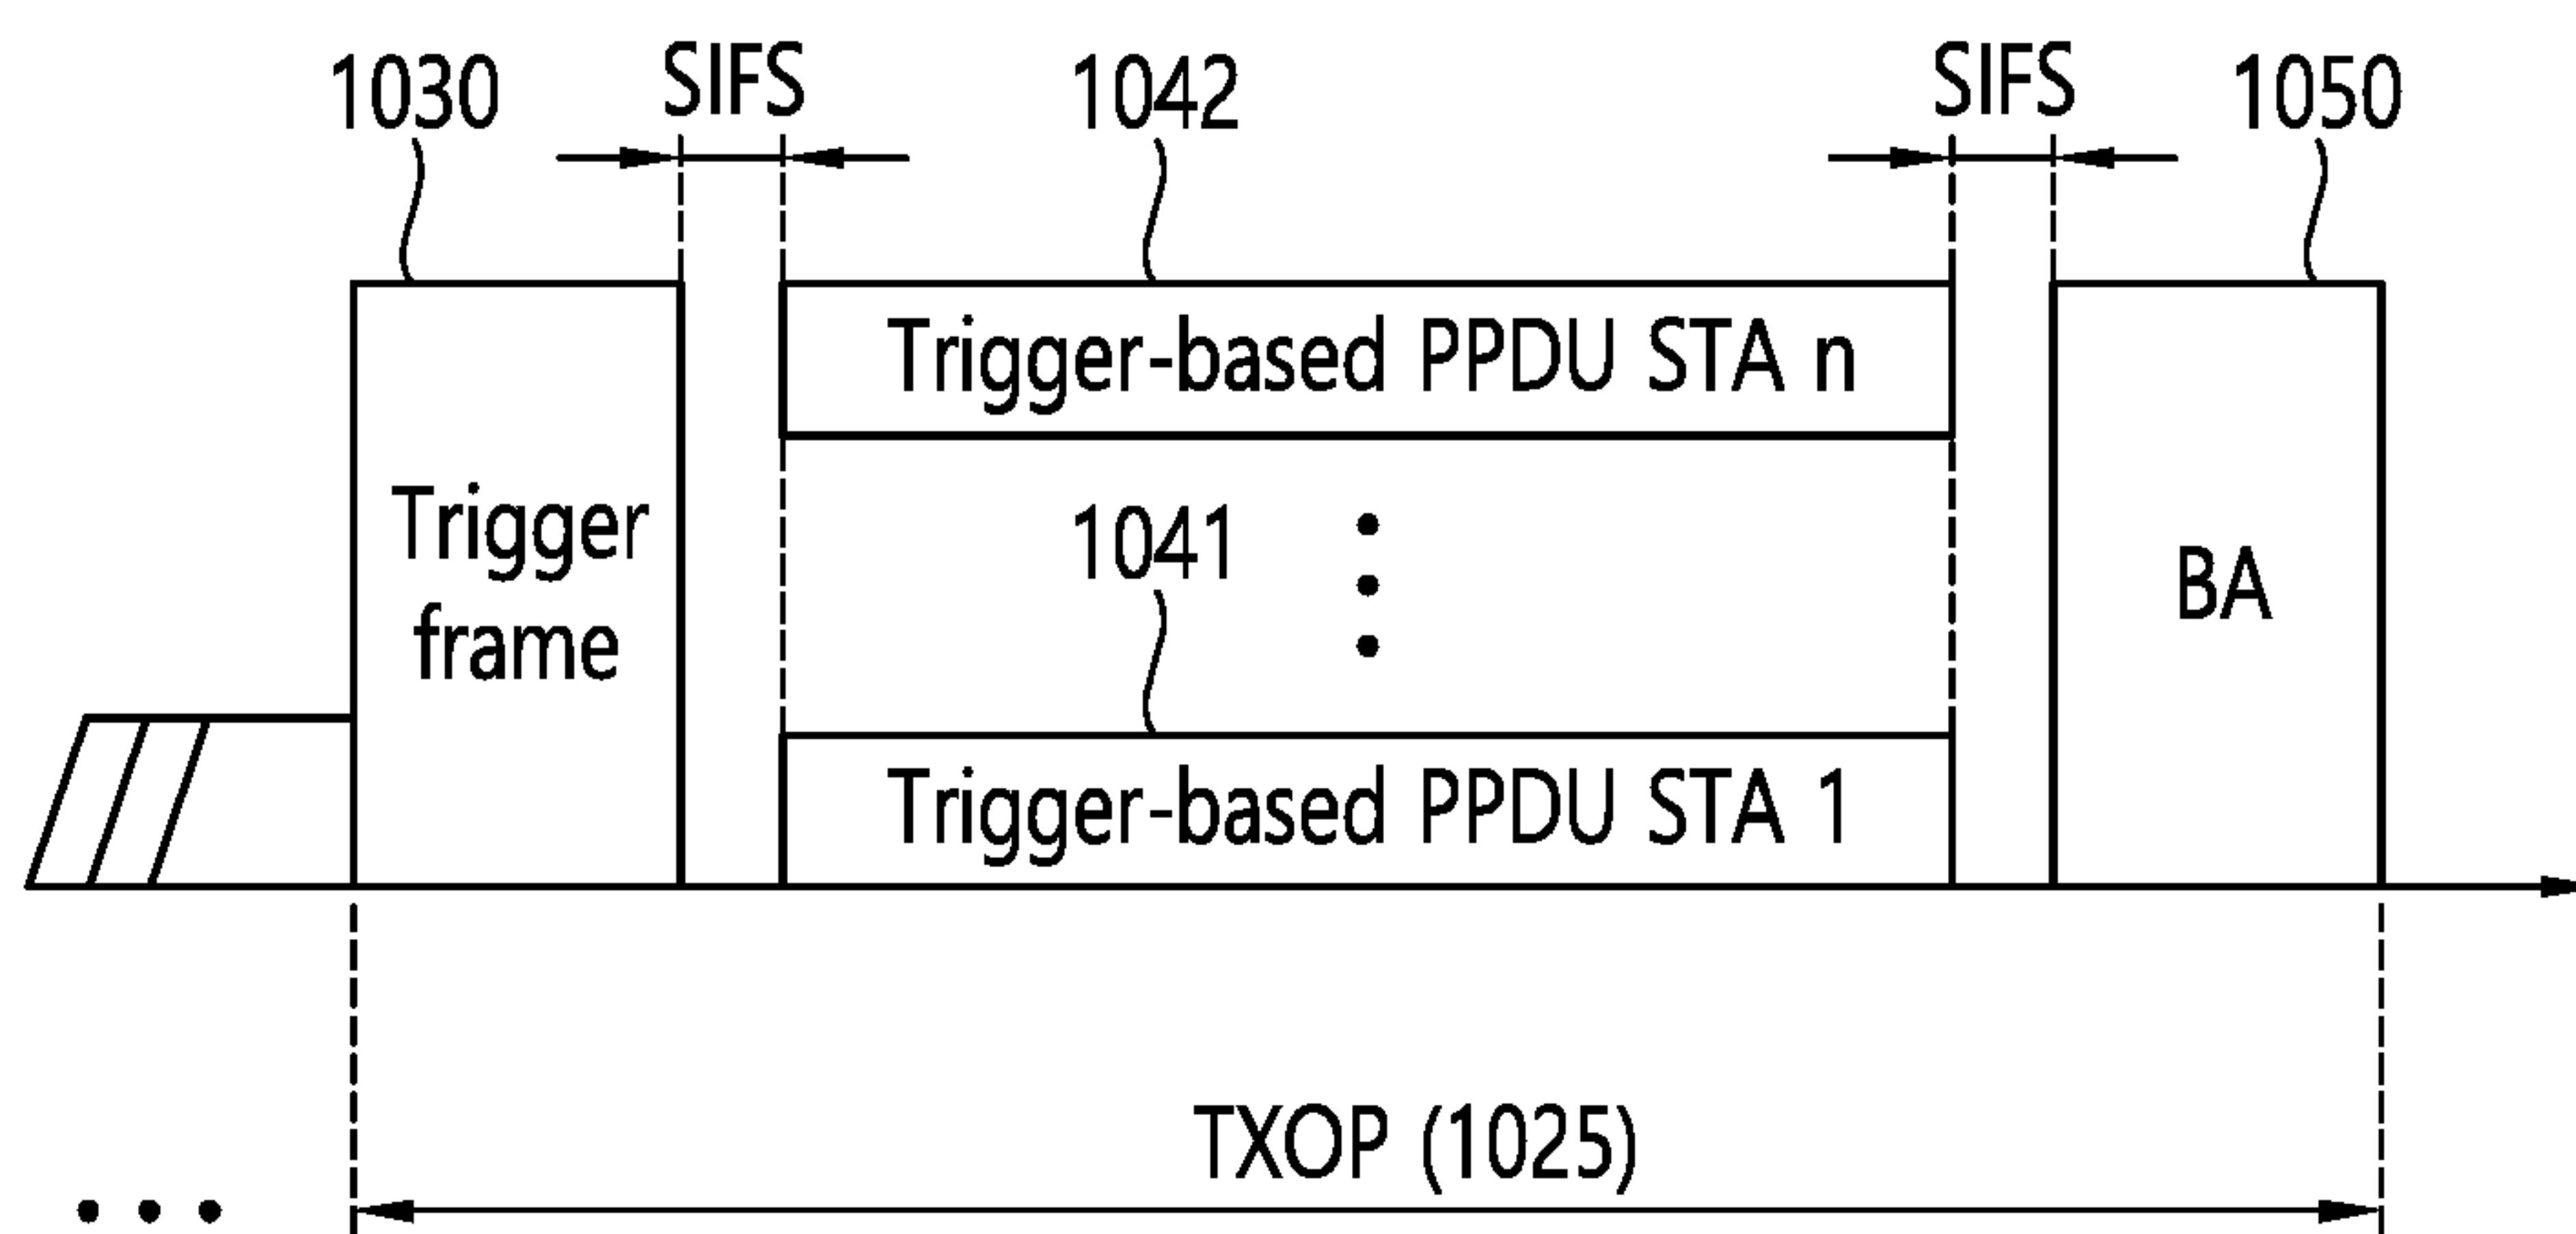 1030
SIFS
1042
SIFS
1050
Trigger-based PPDU STA n
Trigger
frame
1041
BA
Trigger-based PPDU STA 1
TXOP (1025)